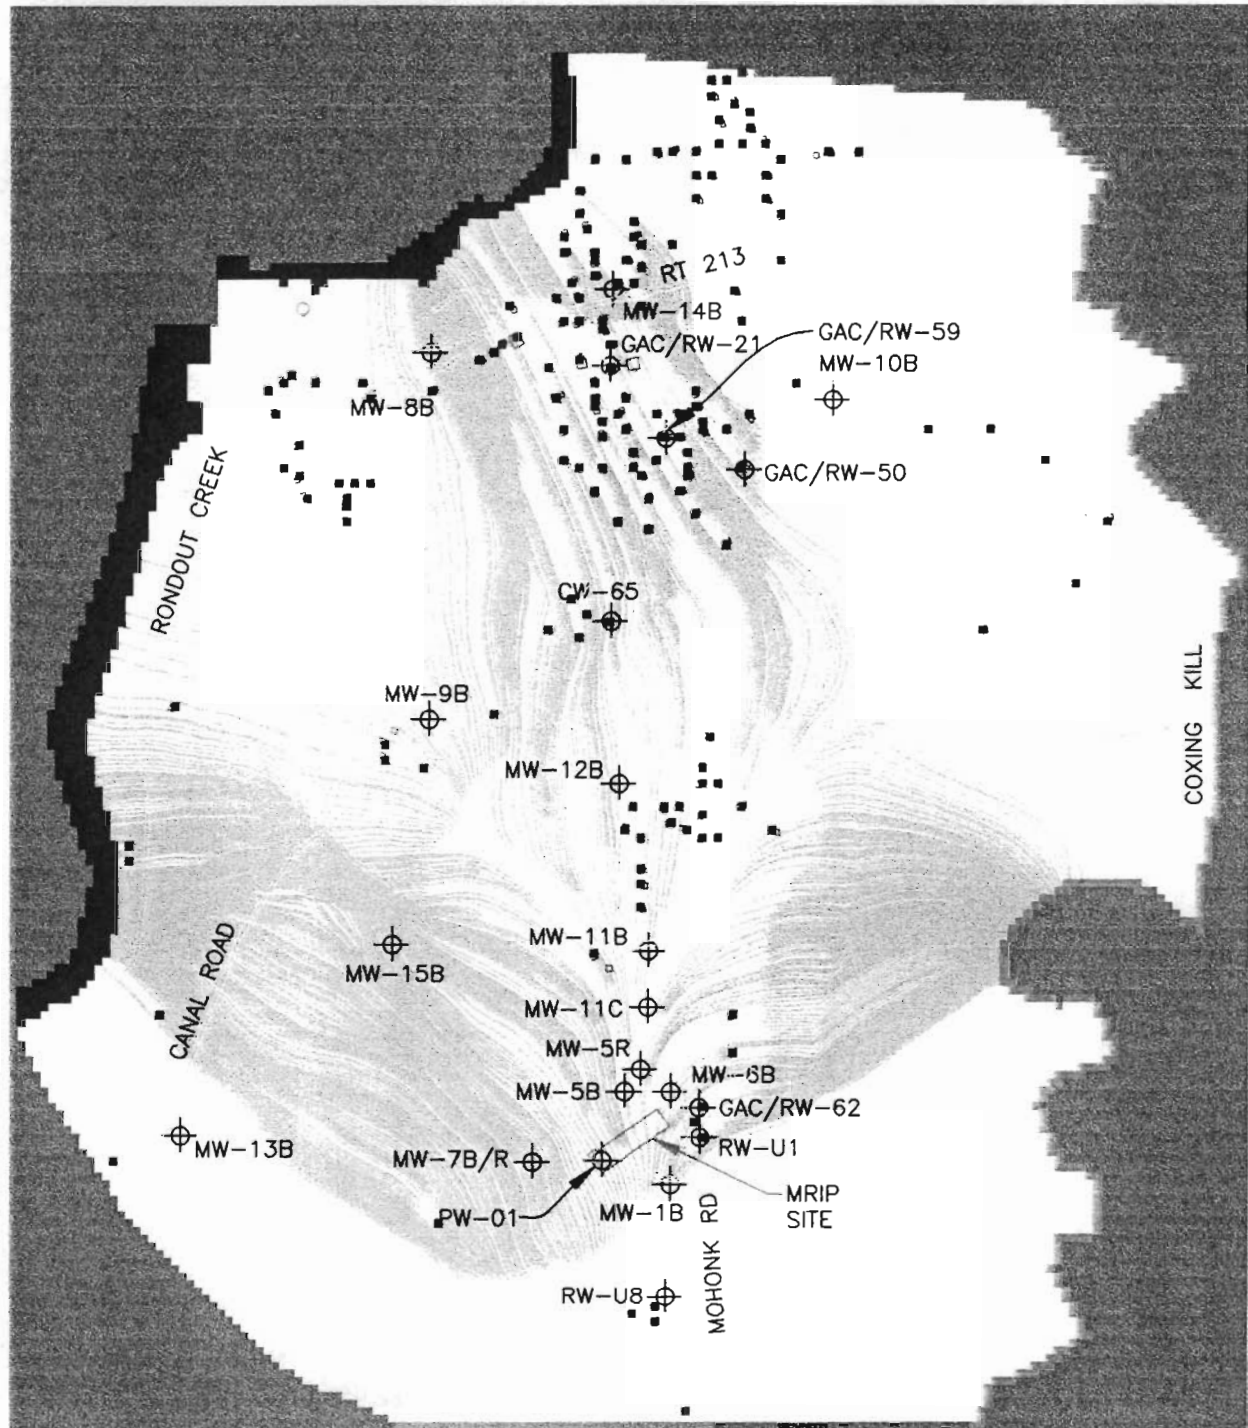 RT 213
MW-14B
GAC/RW-59
GAC/RW-21
MW-10B
MW-8B
GAC/RW-50
RONDOUT CREEK
CW-65
COXING KILL
MW-9B
MW-12B
MW-11B
CANAL ROAD
MW-15B
MW-11C
MW-5R
MW-6B
MW-5B
GAC/RW-62
MW-13B
MW-7B/R
RW-U1
MRIP
SITE
PW-01
MW-1B
MOHONK RD
RW-U8